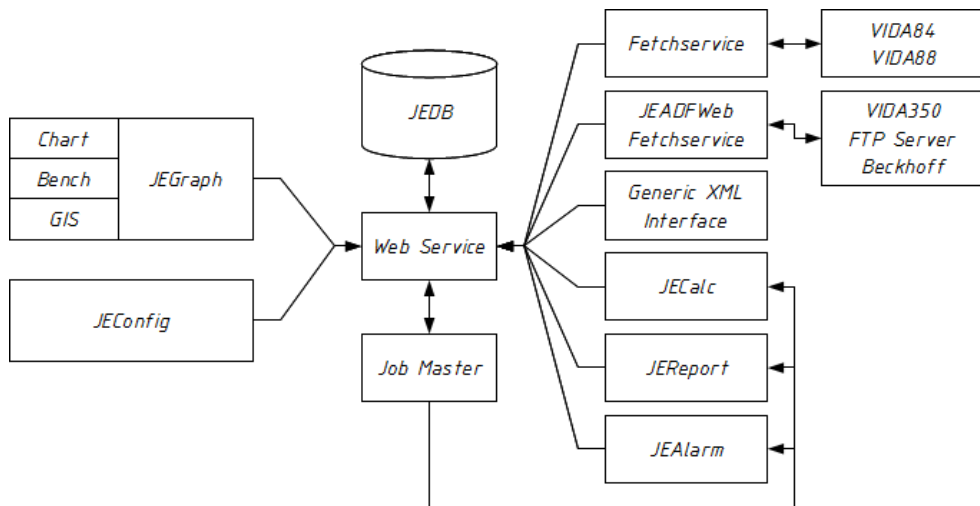 Chart
Bench
GIS
JEGraph
JEConfig
JEDB
Web Service
Job Master
Fetchservice
JEADFWeb
Fetchservice
Generic XML
Interface
JECalc
JEReport
JEAlarm
VIDA84
VIDA88
VIDA350
FTP Server
Beckhoff